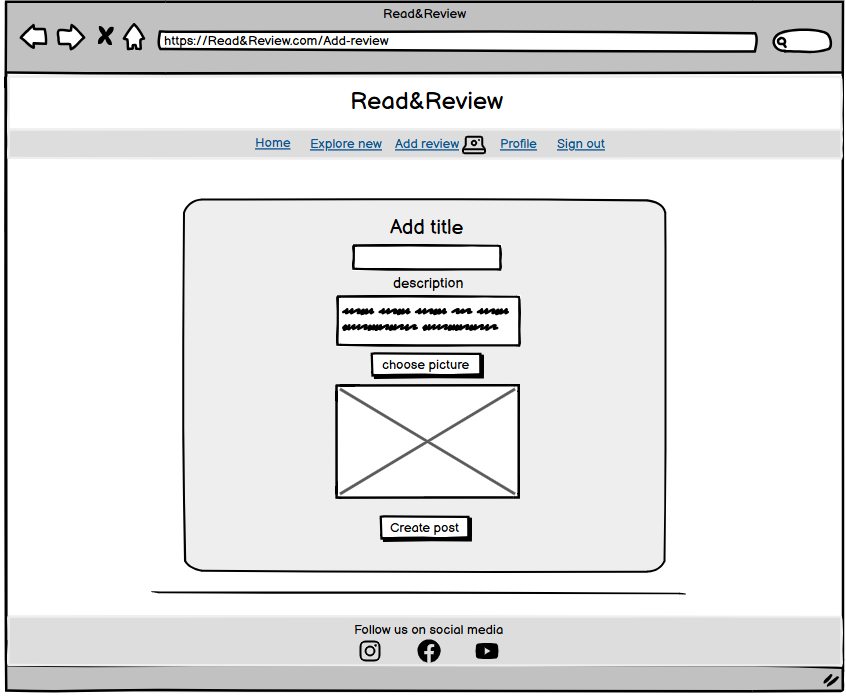 Read&Review
https://Read&Review.com/Add-review
Read&Review
Home Explore new Add review Profile Sign out
Add title
description
choose picture
Create post
Follow us on social media